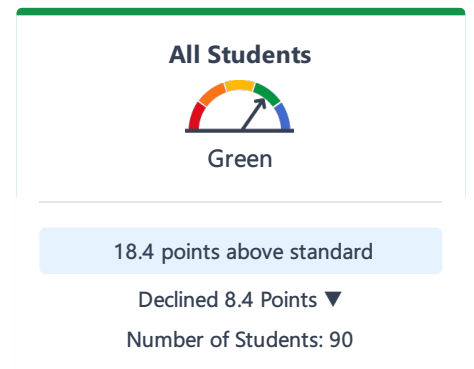 All Students
Green
18.4 points above standard
Declined 8.4 Points ▼
Number of Students: 90